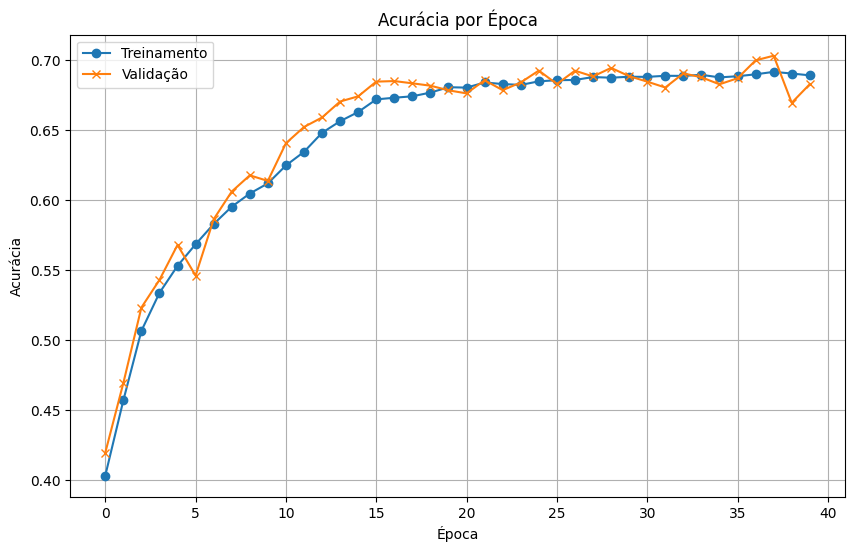 Acurácia por Época
Treinamento
Validação
Acurácia
0.70
0.65
0.60
0.55
0.50
0.45
0.40
0 5 10 15 20 25 30 35 40
Época